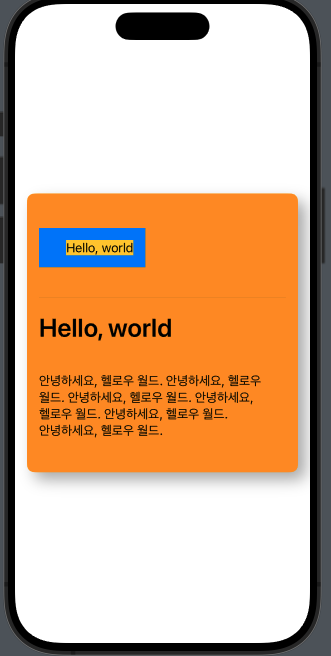 Hello, world
Hello, world
안녕하세요, 헬로우 월드. 안녕하세요, 헬로우
월드. 안녕하세요, 헬로우 월드. 안녕하세요,
헬로우 월드. 안녕하세요, 헬로우 월드.
안녕하세요, 헬로우 월드.